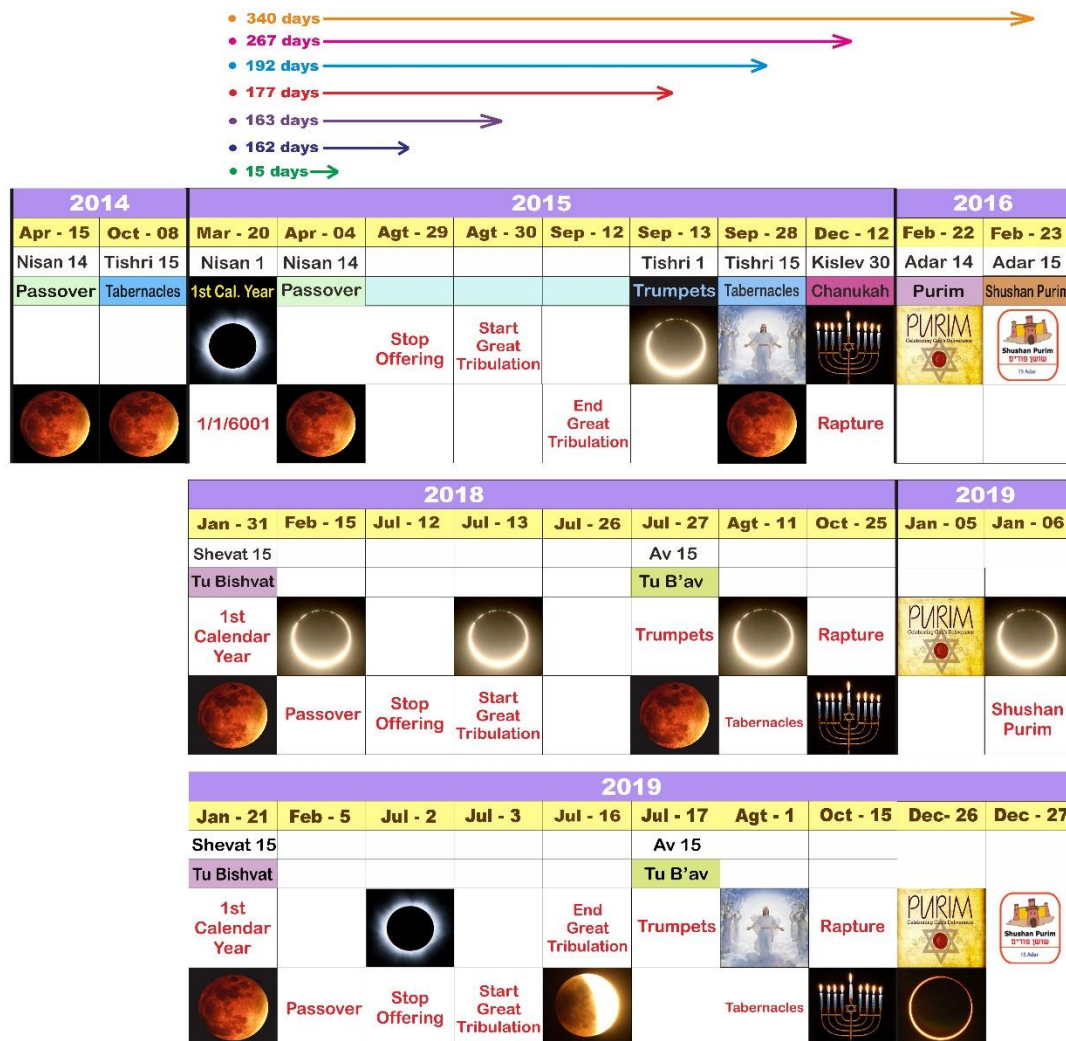 • 340 days
• 267 days
• 192 days
• 177 days
• 163 days
• 162 days
• 15 days
2014 2015 2016
Apr - 15 Oct - 08 Mar - 20 Apr - 04 Agt - 29 Agt - 30 Sep - 12 Sep - 13 Sep - 28 Dec - 12 Feb - 22 Feb - 23
Nisan 14 Tishri 15 Nisan 1 Nisan 14 Tishri 1 Tishri 15 Kislev 30 Adar 14 Adar 15
Passover Tabernacles 1st Cal. Year Passover Trumpets Tabernacles Chanukah Purim Shushan Purim
Stop
Offering
Start
Great
Tribulation
PURIM
Celebrating God's Deliverance
Shushan Purim
שושן פורים
15 Adar
1/1/6001
End
Great
Tribulation
Rapture
2018 2019
Jan - 31 Feb - 15 Jul - 12 Jul - 13 Jul - 26 Jul - 27 Agt - 11 Oct - 25 Jan - 05 Jan - 06
Shevat 15 Av 15
Tu Bishvat Tu B'av
1st
Calendar
Year
Trumpets
Rapture
PURIM
Celebrating God's Deliverance
Passover
Stop
Offering
Start
Great
Tribulation
Tabernacles
Shushan
Purim
2019
Jan - 21 Feb - 5 Jul - 2 Jul - 3 Jul - 16 Jul - 17 Agt - 1 Oct - 15 Dec- 26 Dec - 27
Shevat 15 Av 15
Tu Bishvat Tu B'av
1st
Calendar
Year
End
Great
Tribulation
Trumpets
Rapture
PURIM
Celebrating God's Deliverance
Shushan Purim
שושן פורים
15 Adar
Passover
Stop
Offering
Start
Great
Tribulation
Tabernacles